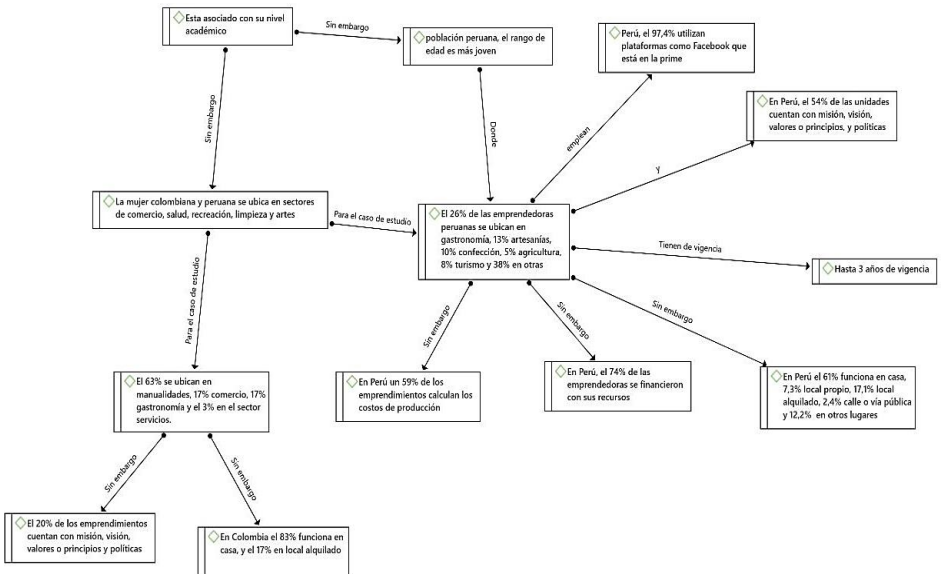 Esta asociado con su nivel
académico
Sin embargo
población peruana, el rango de
edad es más joven
Perú, el 97,4% utilizan
plataformas como Facebook que
está en la prime
En Perú, el 54% de las unidades
cuentan con misión, visión,
valores o principios, y políticas
Sin embargo
Donde
emplean
Y
La mujer colombiana y peruana se ubica en sectores
de comercio, salud, recreación, limpieza y artes
Para el caso de estudio
El 26% de las emprendedoras
peruanas se ubican en
gastronomía, 13% artesanías,
10% confección, 5% agricultura,
8% turismo y 38% en otras
Tienen de vigencia
Hasta 3 años de vigencia
Para el caso de estudio
Sin embargo
Sin embargo
Sin embargo
El 63% se ubican en
manualidades, 17% comercio, 17%
gastronomía y el 3% en el sector
servicios.
En Perú un 59% de los
emprendimientos calculan los
costos de producción
En Perú, el 74% de las
emprendedoras se financieron
con sus recursos
En Perú el 61% funciona en casa,
7,3% local propio, 17,1% local
alquilado, 2,4% calle o vía pública
y 12,2% en otros lugares
Sin embargo
Sin embargo
El 20% de los emprendimientos
cuentan con misión, visión,
valores o principios y políticas
En Colombia el 83% funciona en
casa, y el 17% en local alquilado